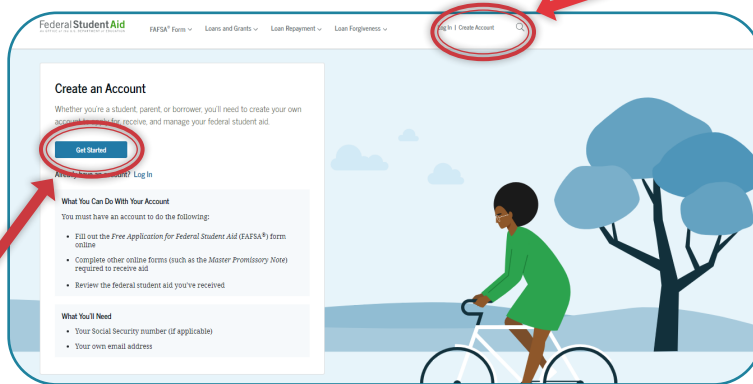 Federal Student Aid
AN OFFICE of the U.S. DEPARTMENT of EDUCATION
FAFSA® Form
Loans and Grants
Loan Repayment
Loan Forgiveness
Log In | Create Account
Create an Account
Whether you're a student, parent, or borrower, you'll need to create your own
account to apply for, receive, and manage your federal student aid.
Get Started
Already have an account? Log In
What You Can Do With Your Account
You must have an account to do the following:
• Fill out the Free Application for Federal Student Aid (FAFSA®) form
online
• Complete other online forms (such as the Master Promissory Note)
required to receive aid
• Review the federal student aid you've received
What You'll Need
• Your Social Security number (if applicable)
• Your own email address